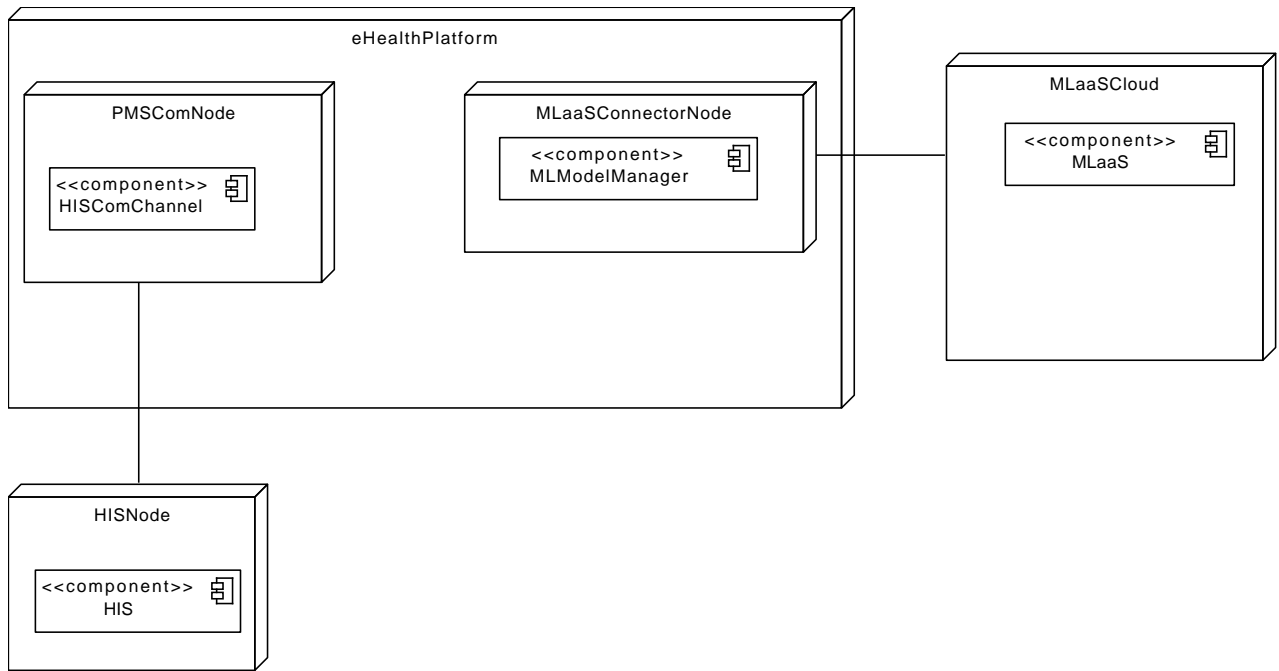 eHealthPlatform
PMSComNode
<<component>>
HISComChannel
MLaaSConnectorNode
<<component>>
MLModelManager
MLaaSCloud
<<component>>
MLaaS
HISNode
<<component>>
HIS